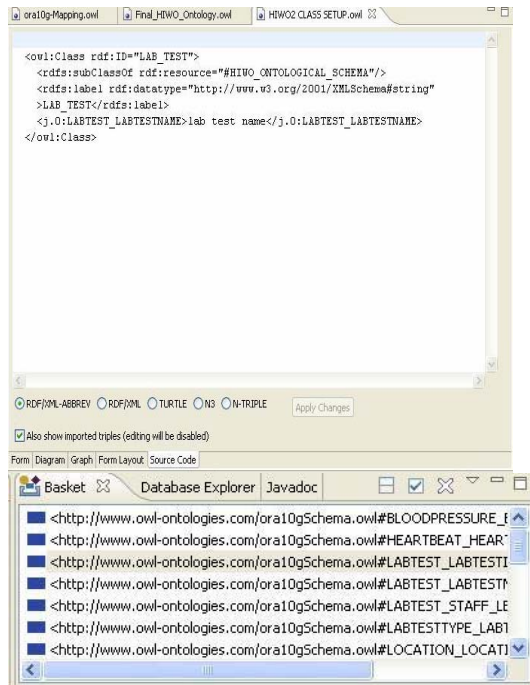 ora10g-Mapping.owl Final_HIWO_Ontology.owl HIWO2 CLASS SETUP.owl
<owl:Class rdf:ID="LAB_TEST">
<rdfs:subClassOf rdf:resource="#HIWO_ONTOLOGICAL_SCHEMA"/>
<rdfs:label rdf:datatype="http://www.w3.org/2001/XMLSchema#string"
>LAB_TEST</rdfs:label>
<j.0:LABTEST_LABTESTNAME>lab test name</j.0:LABTEST_LABTESTNAME>
</owl:Class>
RDF/XML-ABBREV RDF/XML TURTLE N3 N-TRIPLE Apply Changes
Also show imported triples (editing will be disabled)
Form Diagram Graph Form Layout Source Code
Basket Database Explorer Javadoc
<http://www.owl-ontologies.com/ora10gSchema.owl#BLOODPRESSURE_
<http://www.owl-ontologies.com/ora10gSchema.owl#HEARTBEAT_HEAR
<http://www.owl-ontologies.com/ora10gSchema.owl#LABTEST_LABTESTI
<http://www.owl-ontologies.com/ora10gSchema.owl#LABTEST_LABTEST
<http://www.owl-ontologies.com/ora10gSchema.owl#LABTEST_STAFF_LE
<http://www.owl-ontologies.com/ora10gSchema.owl#LABTESTTYPE_LAB
<http://www.owl-ontologies.com/ora10gSchema.owl#LOCATION_LOCATI